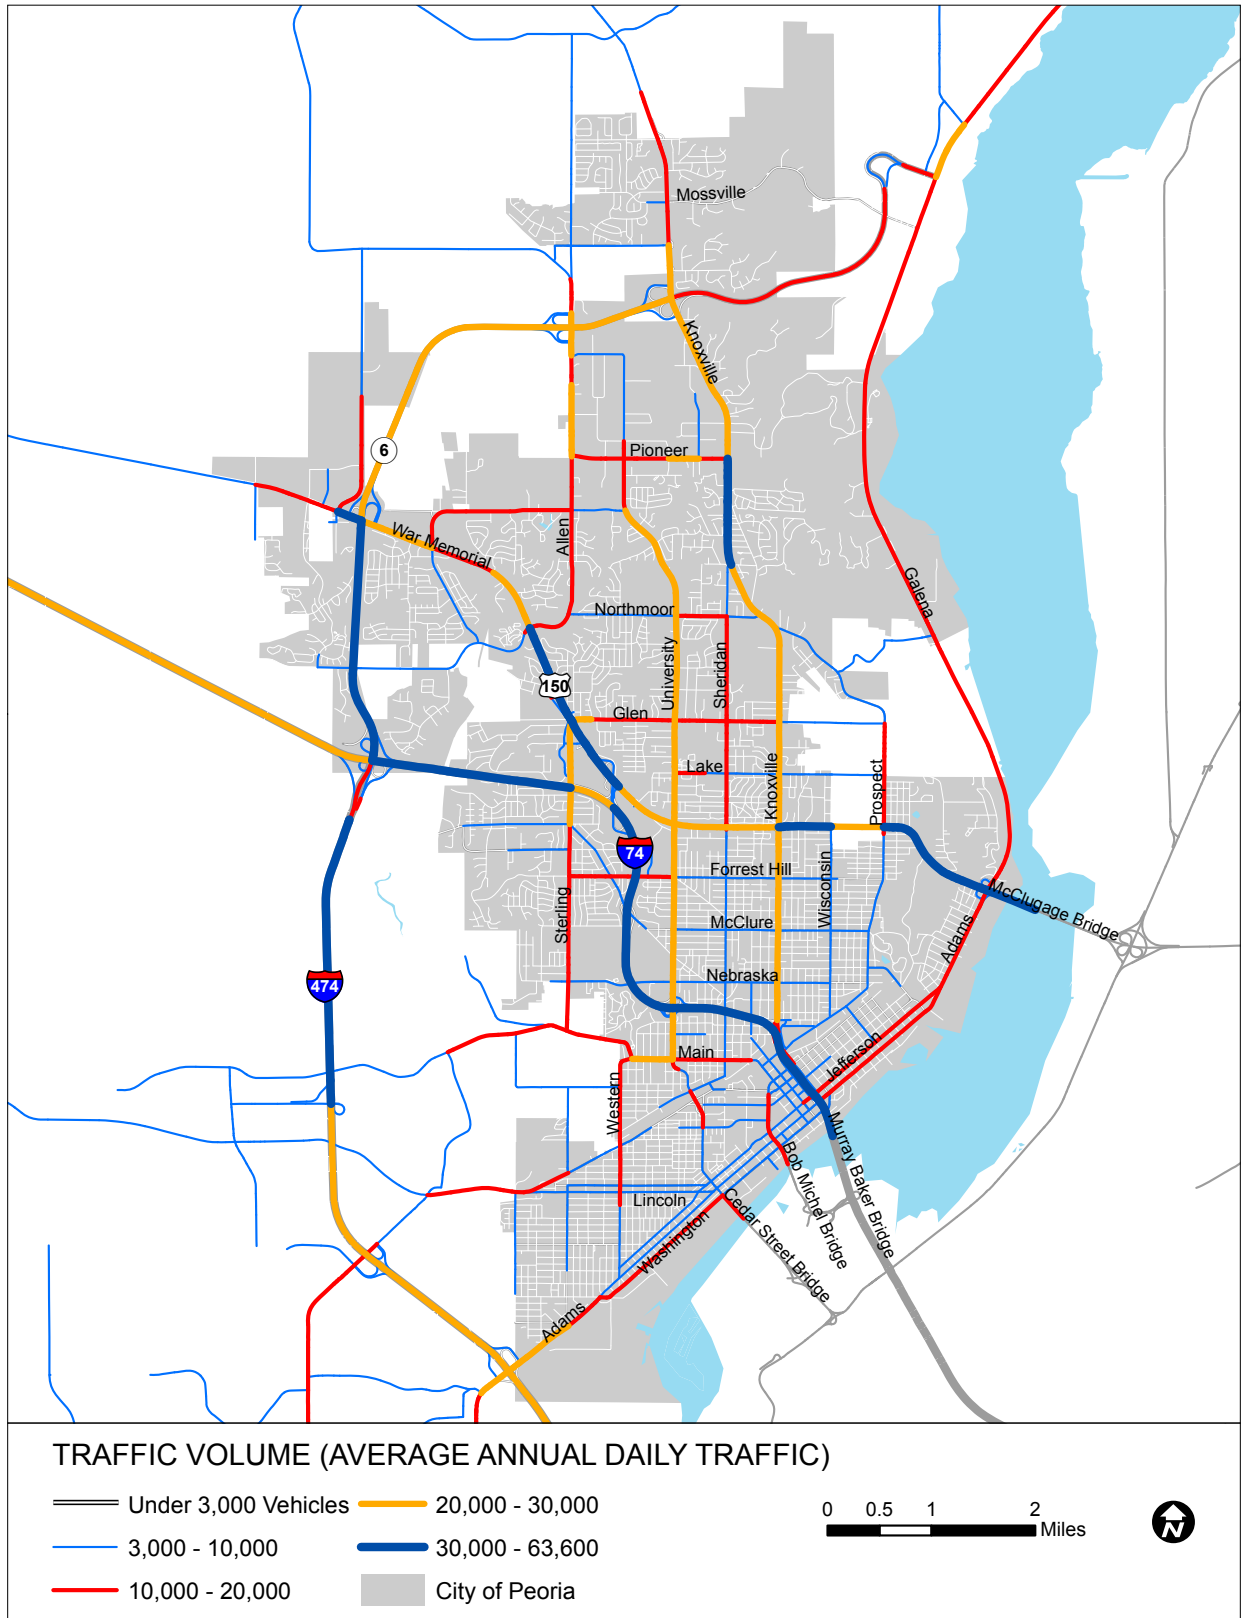 Mossville
Knoxville
6
Pioneer
War Memorial
Allen
Galena
Northmoor
University
Sheridan
150
Glen
Lake
Knoxville
Prospect
74
Forrest Hill
Wisconsin
McClugage Bridge
Sterling
McClure
Adams
Nebraska
474
Main
Jefferson
Western
Murray Baker Bridge
Bob Michel Bridge
Lincoln
Cedar Street Bridge
Washington
Adams
TRAFFIC VOLUME (AVERAGE ANNUAL DAILY TRAFFIC)
Under 3,000 Vehicles
20,000 - 30,000
0 0.5 1 2
Miles
N
3,000 - 10,000
30,000 - 63,600
10,000 - 20,000
City of Peoria